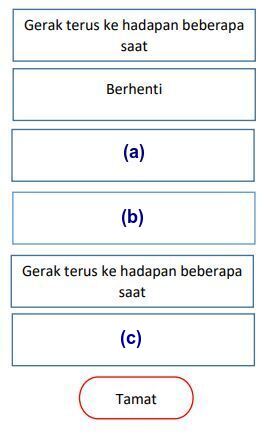 Gerak terus ke hadapan beberapa
saat
Berhenti
(a)
(b)
Gerak terus ke hadapan beberapa
saat
(c)
Tamat